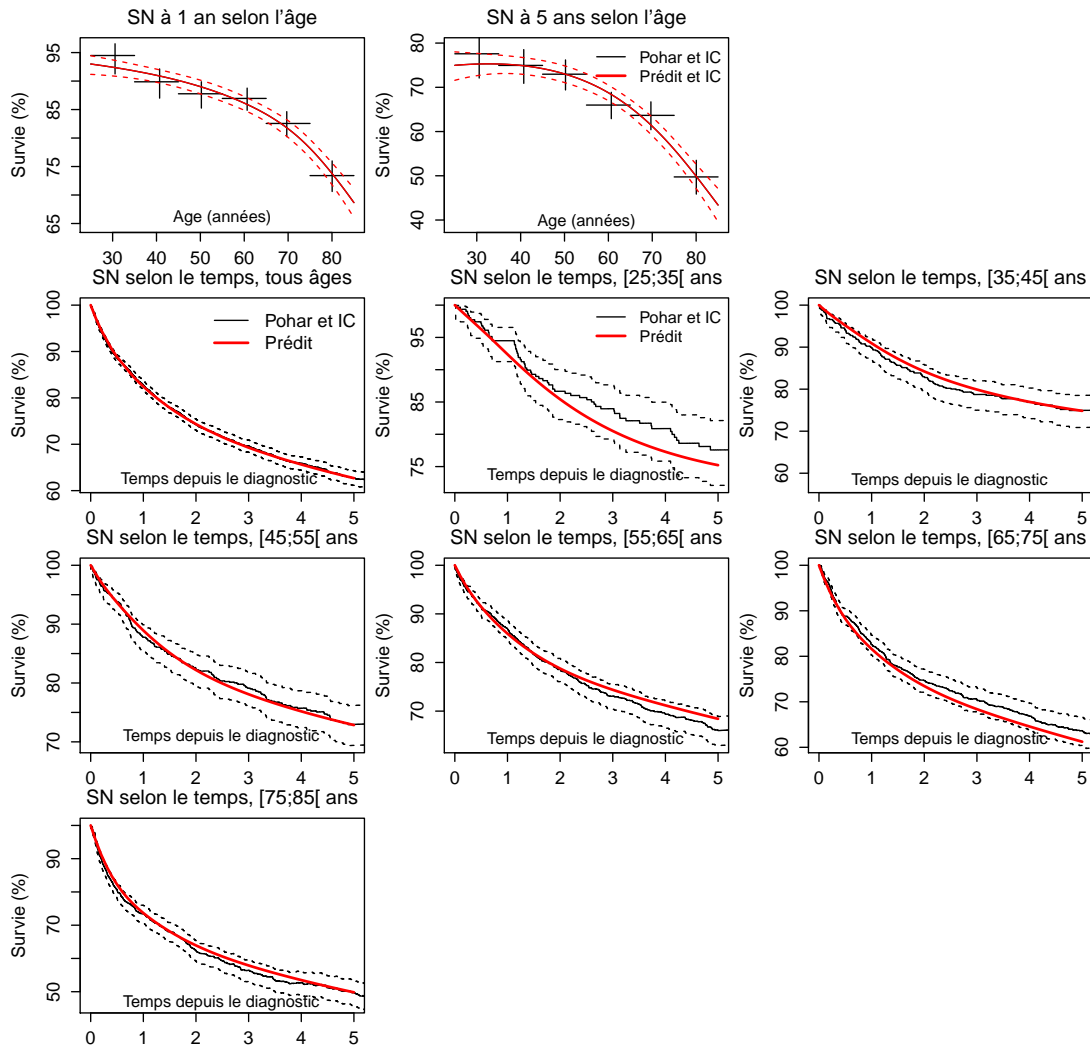 SN à 1 an selon l'âge
Survie (%)
65
75
85
95
Age (années)
30 40 50 60 70 80
SN à 5 ans selon l'âge
Survie (%)
40
50
60
70
80
Pohar et IC
Prédit et IC
Age (années)
30 40 50 60 70 80
SN selon le temps, tous âges
Survie (%)
60
70
80
90
100
Pohar et IC
Prédit
Temps depuis le diagnostic
0 1 2 3 4 5
SN selon le temps, [25;35[ ans
Survie (%)
75
85
95
Pohar et IC
Prédit
Temps depuis le diagnostic
0 1 2 3 4 5
SN selon le temps, [35;45[ ans
Survie (%)
60
70
80
90
100
Temps depuis le diagnostic
0 1 2 3 4 5
SN selon le temps, [45;55[ ans
Survie (%)
70
80
90
100
Temps depuis le diagnostic
0 1 2 3 4 5
SN selon le temps, [55;65[ ans
Survie (%)
70
80
90
100
Temps depuis le diagnostic
0 1 2 3 4 5
SN selon le temps, [65;75[ ans
Survie (%)
60
70
80
90
100
Temps depuis le diagnostic
0 1 2 3 4 5
SN selon le temps, [75;85[ ans
Survie (%)
50
70
90
Temps depuis le diagnostic
0 1 2 3 4 5